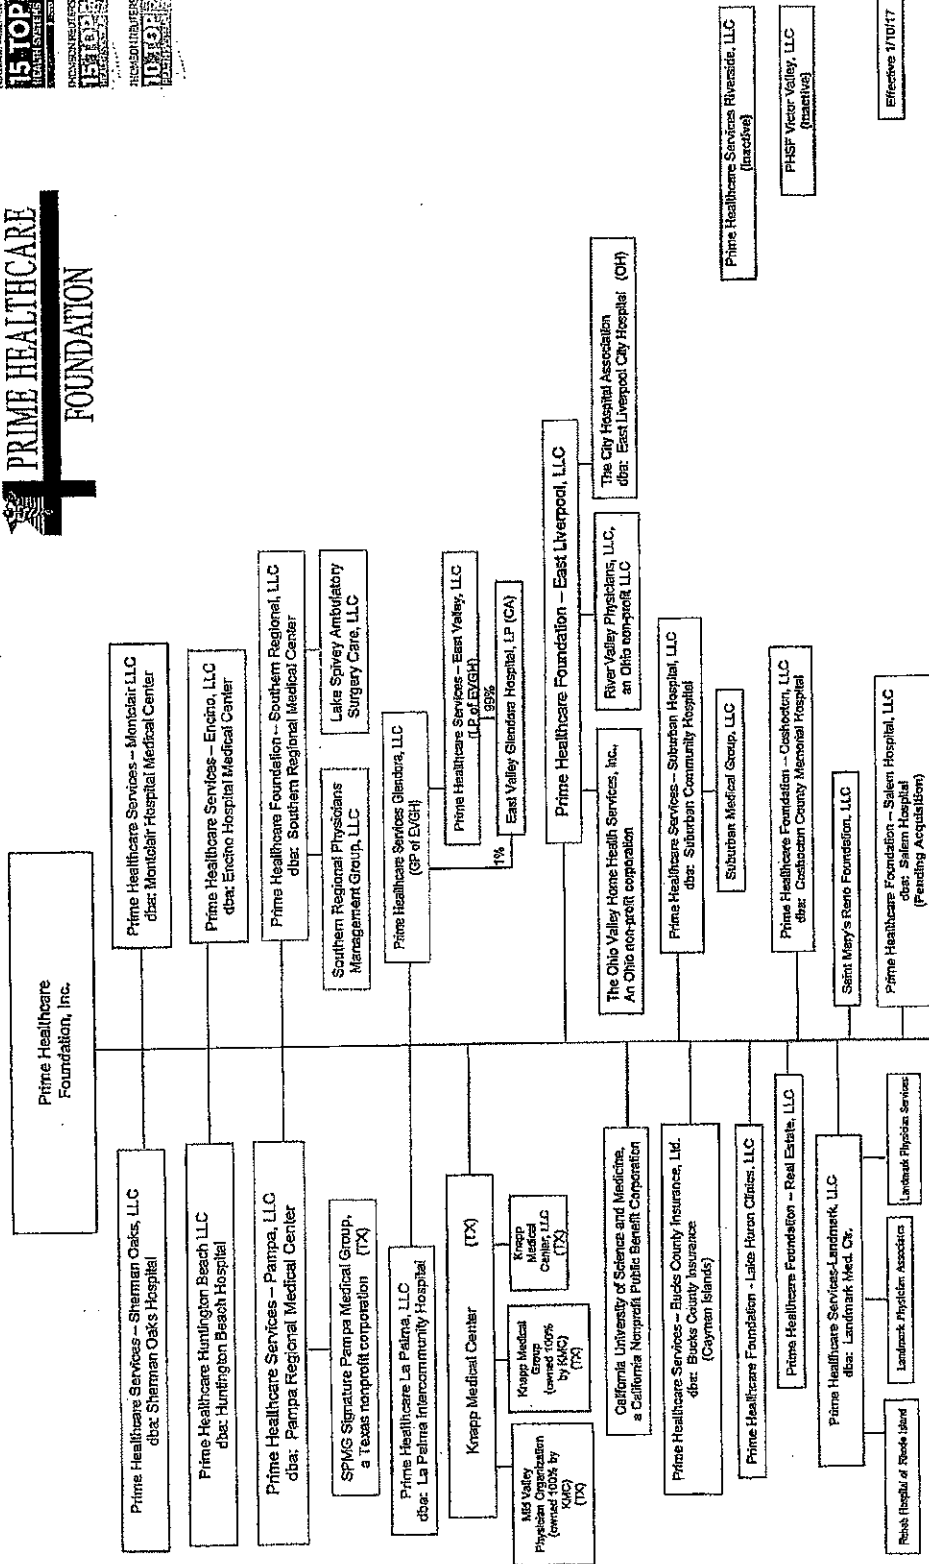 PRIME HEALTHCARE
FOUNDATION
15 TOP
HEALTH SYSTEMS
THOMSON REUTERS
15 TOP
THOMSON REUTERS
10 TOP
Prime Healthcare
Foundation, Inc.
Prime Healthcare Services – Sherman Oaks, LLC
dba: Sherman Oaks Hospital
Prime Healthcare Services – Montclair LLC
dba: Montclair Hospital Medical Center
Prime Healthcare Huntington Beach LLC
dba: Huntington Beach Hospital
Prime Healthcare Services – Encino, LLC
dba: Encino Hospital Medical Center
Prime Healthcare Services – Pampa, LLC
dba: Pampa Regional Medical Center
SPMG Signature Pampa Medical Group,
a Texas nonprofit corporation (TX)
Prime Healthcare Foundation – Southern Regional, LLC
dba: Southern Regional Medical Center
Southern Regional Physicians
Management Group, LLC
Lake Spivey Ambulatory
Surgery Care, LLC
Prime Healthcare La Palma, LLC
dba: La Palma Intercommunity Hospital
Prime Healthcare Services Glendora, LLC
(GP of EVGH)
Prime Healthcare Services – East Valley, LLC
(LP of EVGH)
1%
99%
East Valley Glendora Hospital, LP (CA)
Knapp Medical Center (TX)
Mid Valley
Physician Organization
(owned 100% by
KMC)
(TX)
Knapp Medical
Group
(owned 100%
by KMC)
(TX)
Knapp
Medical
Center, LLC
(TX)
Prime Healthcare Foundation – East Liverpool, LLC
The Ohio Valley Home Health Services, Inc.,
An Ohio non-profit corporation
River Valley Physicians, LLC,
an Ohio non-profit LLC
The City Hospital Association
dba: East Liverpool City Hospital (OH)
California University of Science and Medicine,
a California Nonprofit Public Benefit Corporation
Prime Healthcare Services – Suburban Hospital, LLC
dba: Suburban Community Hospital
Suburban Medical Group, LLC
Prime Healthcare Services – Bucks County Insurance, Ltd.
dba: Bucks County Insurance
(Cayman Islands)
Prime Healthcare Foundation - Lake Huron Clinics, LLC
Prime Healthcare Foundation – Coshocton, LLC
dba: Coshocton County Memorial Hospital
Prime Healthcare Foundation – Real Estate, LLC
Saint Mary's Reno Foundation, LLC
Prime Healthcare Services-Landmark, LLC
dba: Landmark Med. Ctr.
Rehab Hospital of Rhode Island
Landmark Physician Associates
Landmark Physician Services
Prime Healthcare Foundation – Salem Hospital, LLC
dba: Salem Hospital
(Pending Acquisition)
Prime Healthcare Services Riverside, LLC
(Inactive)
PHSF Victor Valley, LLC
(Inactive)
Effective 1/10/17